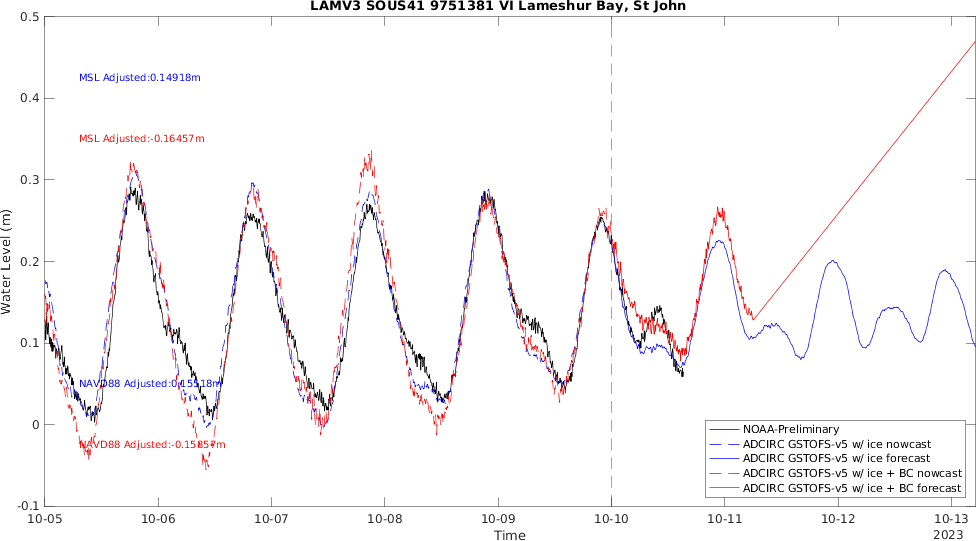 LAMV3 SOUS41 9751381 VI Lameshur Bay, St John
0.5
0.4
0.3
0.2
0.1
0
-0.1
Water Level (m)
MSL Adjusted:0.14918m
MSL Adjusted:-0.16457m
NAVD88 Adjusted:0.15518m
NAVD88 Adjusted:-0.15857m
NOAA-Preliminary
ADCIRC GSTOFS-v5 w/ ice nowcast
ADCIRC GSTOFS-v5 w/ ice forecast
ADCIRC GSTOFS-v5 w/ ice + BC nowcast
ADCIRC GSTOFS-v5 w/ ice + BC forecast
10-05 10-06 10-07 10-08 10-09 10-10 10-11 10-12 10-13
Time
2023